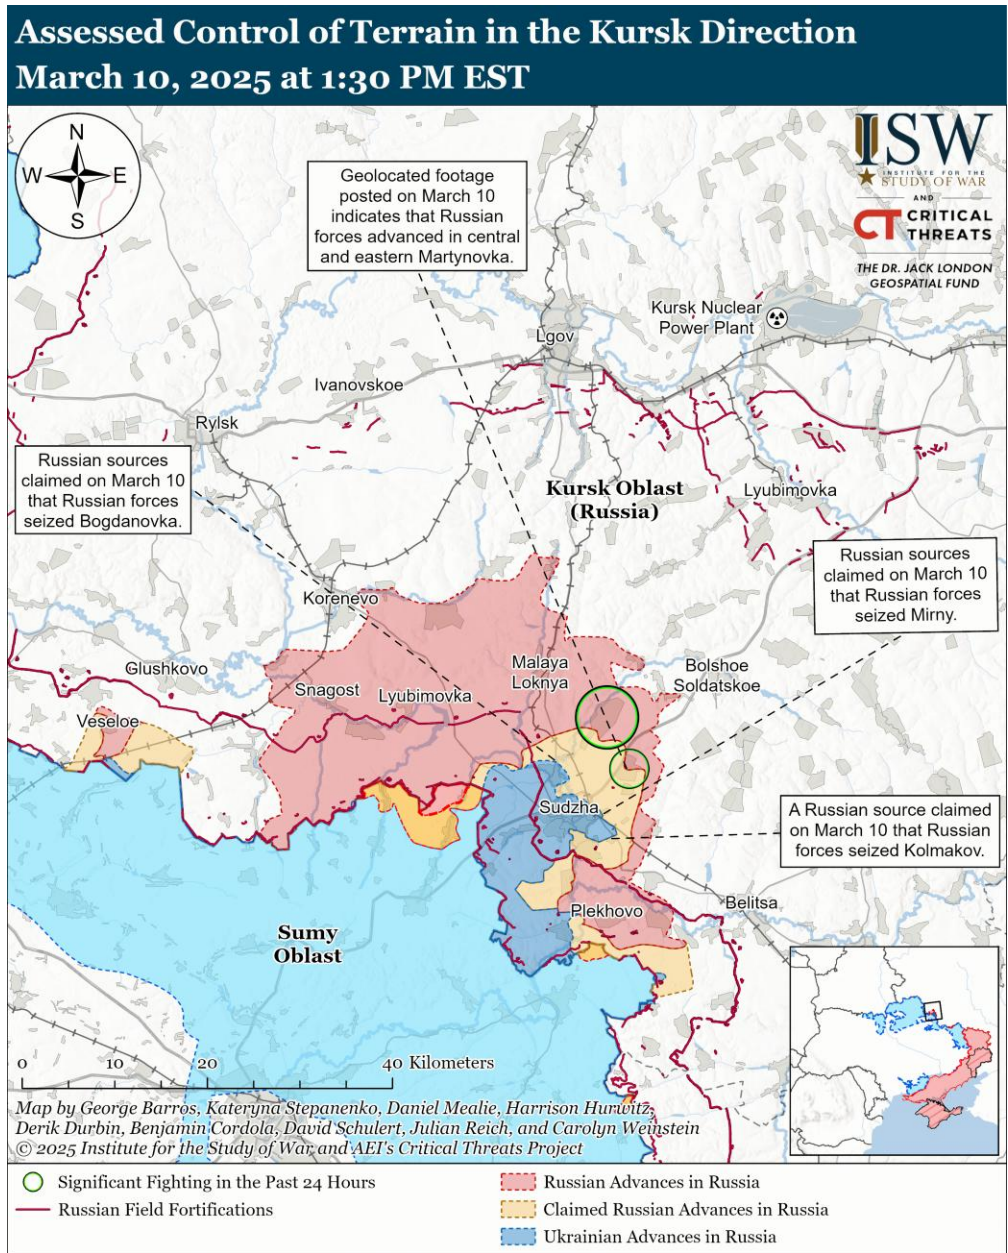 Assessed Control of Terrain in the Kursk Direction
March 10, 2025 at 1:30 PM EST
N
W
E
S
ISW
INSTITUTE FOR THE
STUDY OF WAR
AND
CT CRITICAL
THREATS
THE DR. JACK LONDON
GEOSPATIAL FUND
Geolocated footage
posted on March 10
indicates that Russian
forces advanced in central
and eastern Martynovka.
Kursk Nuclear
Power Plant
Lgov
Ivanovskoe
Rylsk
Russian sources
claimed on March 10
that Russian forces
seized Bogdanovka.
Kursk Oblast
(Russia)
Lyubimovka
Russian sources
claimed on March 10
that Russian forces
seized Mirny.
Korenevo
Glushkovo
Snagost
Lyubimovka
Malaya
Loknya
Bolshoe
Soldatskoe
Veseloe
Sudzha
A Russian source claimed
on March 10 that Russian
forces seized Kolmakov.
Plekhovo
Belitsa
Sumy
Oblast
0
10
20
40 Kilometers
Map by George Barros, Kateryna Stepanenko, Daniel Mealie, Harrison Hurwitz,
Derik Durbin, Benjamin Cordola, David Schulert, Julian Reich, and Carolyn Weinstein
© 2025 Institute for the Study of War and AEI's Critical Threats Project
Significant Fighting in the Past 24 Hours
Russian Field Fortifications
Russian Advances in Russia
Claimed Russian Advances in Russia
Ukrainian Advances in Russia